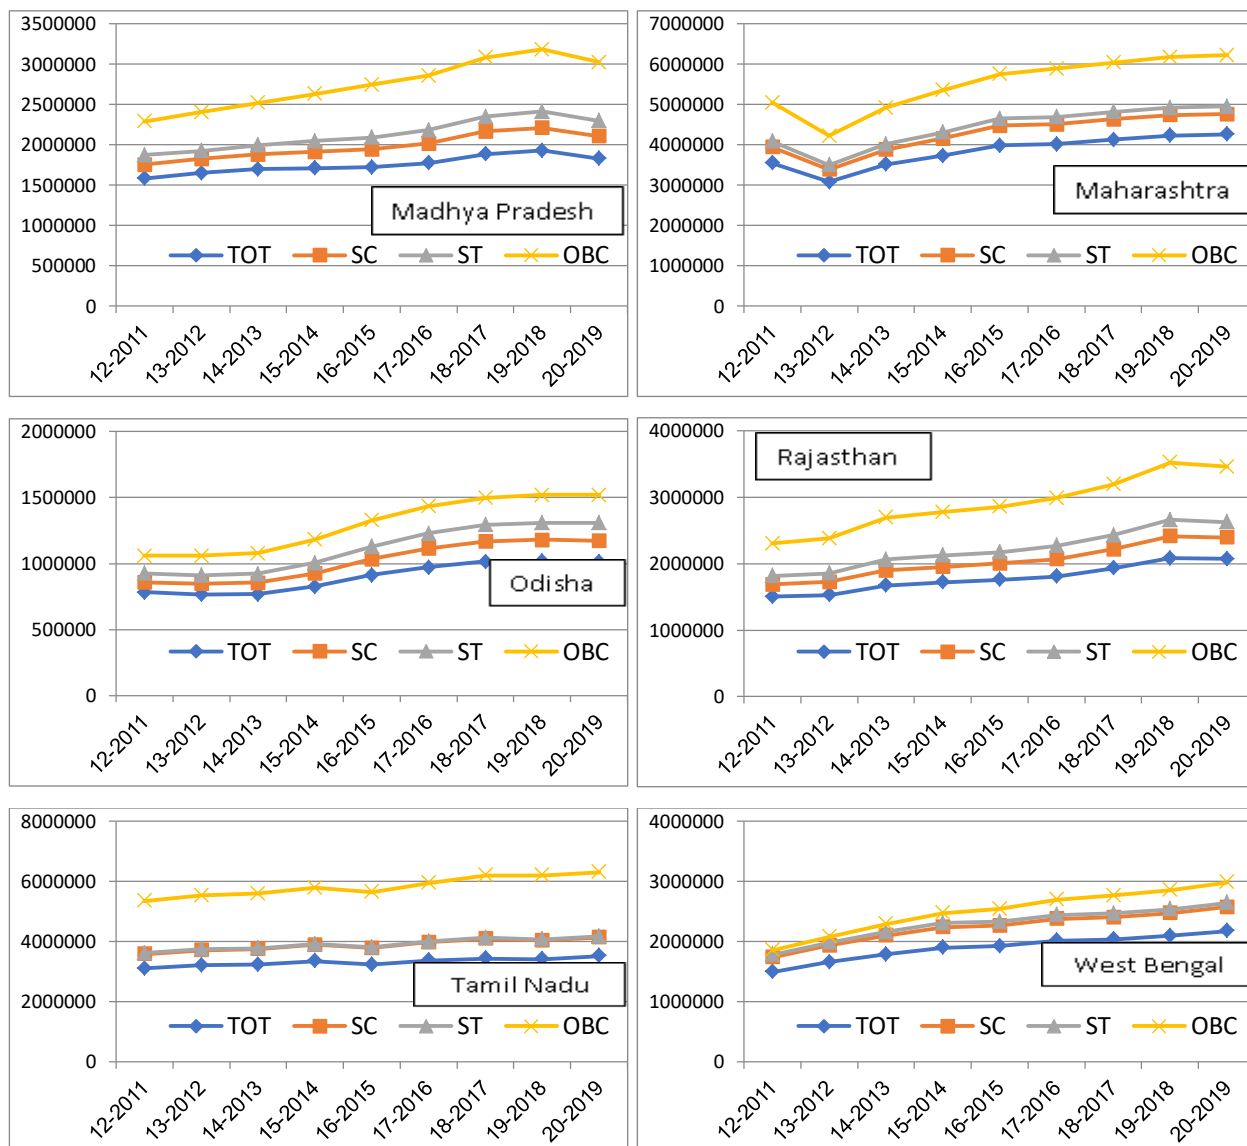 3500000
3000000
2500000
2000000
1500000
1000000
500000
0
Madhya Pradesh
TOT SC ST OBC
12-2011 13-2012 14-2013 15-2014 16-2015 17-2016 18-2017 19-2018 20-2019
7000000
6000000
5000000
4000000
3000000
2000000
1000000
0
Maharashtra
TOT SC ST OBC
12-2011 13-2012 14-2013 15-2014 16-2015 17-2016 18-2017 19-2018 20-2019
2000000
1500000
1000000
500000
0
Odisha
TOT SC ST OBC
12-2011 13-2012 14-2013 15-2014 16-2015 17-2016 18-2017 19-2018 20-2019
4000000
3000000
2000000
1000000
0
Rajasthan
TOT SC ST OBC
12-2011 13-2012 14-2013 15-2014 16-2015 17-2016 18-2017 19-2018 20-2019
8000000
6000000
4000000
2000000
0
Tamil Nadu
TOT SC ST OBC
12-2011 13-2012 14-2013 15-2014 16-2015 17-2016 18-2017 19-2018 20-2019
4000000
3000000
2000000
1000000
0
West Bengal
TOT SC ST OBC
12-2011 13-2012 14-2013 15-2014 16-2015 17-2016 18-2017 19-2018 20-2019